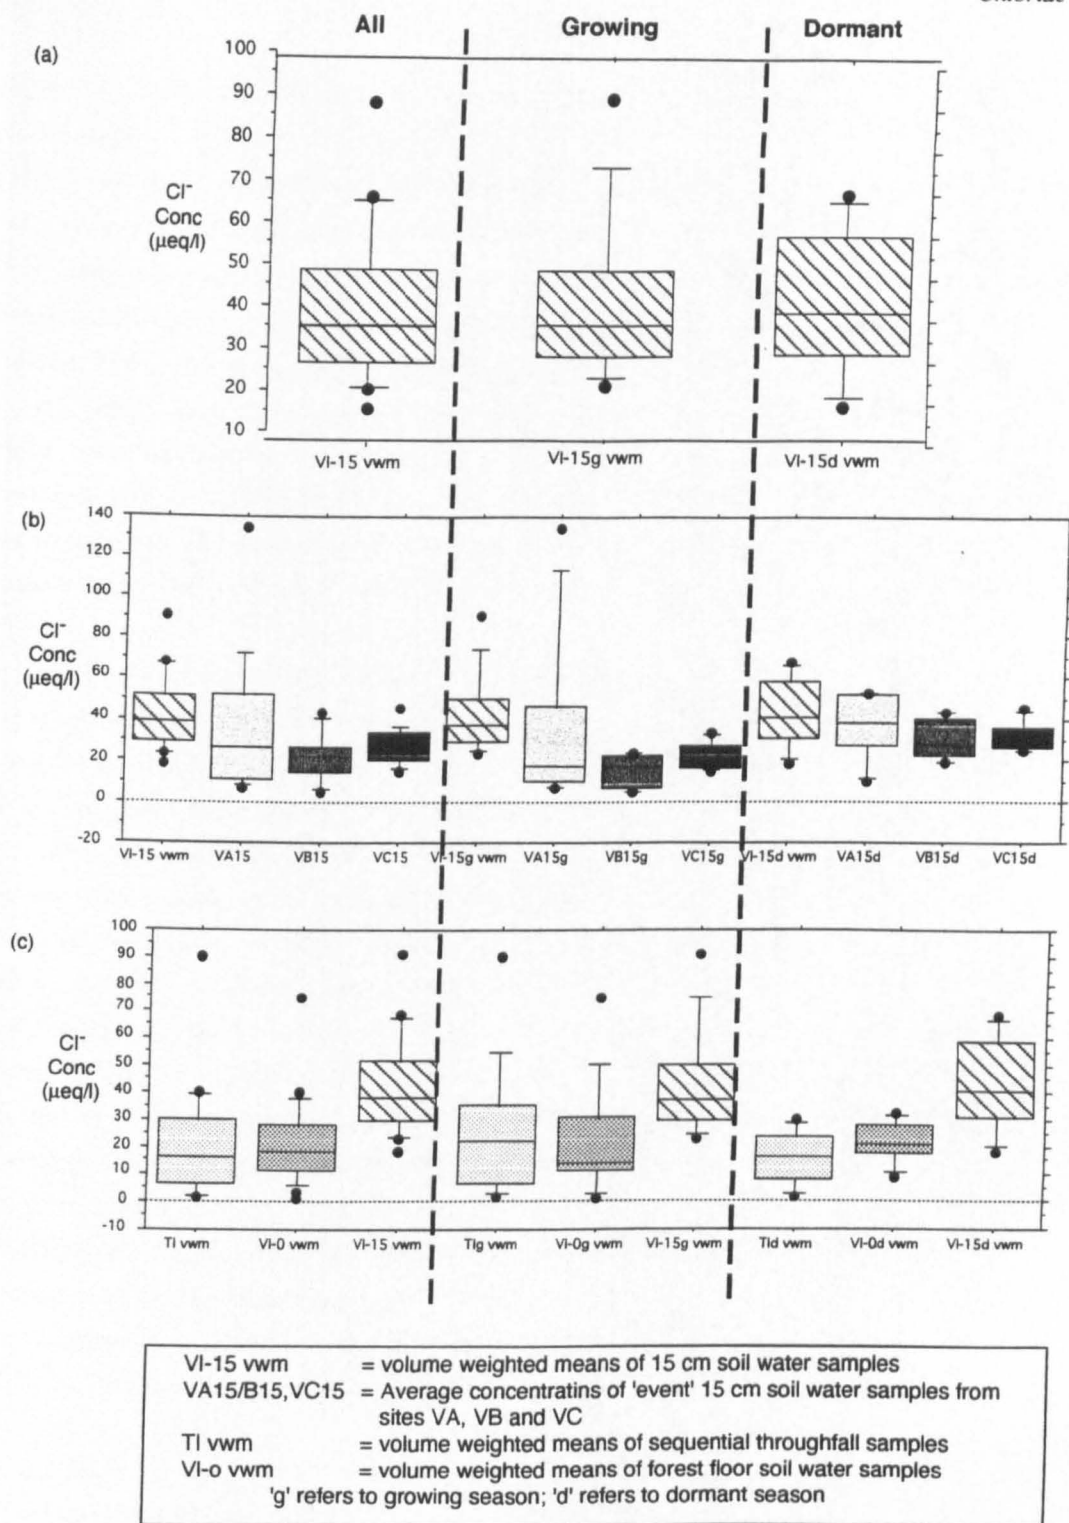 All Growing Dormant
(a)
100
90
80
70
60
50
40
30
20
10
Cl⁻
Conc
(μeq/l)
VI-15 vwm VI-15g vwm VI-15d vwm
(b)
140
120
100
80
60
40
20
0
-20
Cl⁻
Conc
(μeq/l)
VI-15 vwm VA15 VB15 VC15 VI-15g vwm VA15g VB15g VC15g VI-15d vwm VA15d VB15d VC15d
(c)
100
90
80
70
60
50
40
30
20
10
0
-10
Cl⁻
Conc
(μeq/l)
TI vwm VI-0 vwm VI-15 vwm TIg vwm VI-0g vwm VI-15g vwm TId vwm VI-0d vwm VI-15d vwm
VI-15 vwm = volume weighted means of 15 cm soil water samples
VA15/B15,VC15 = Average concentratins of 'event' 15 cm soil water samples from
sites VA, VB and VC
TI vwm = volume weighted means of sequential throughfall samples
VI-o vwm = volume weighted means of forest floor soil water samples
'g' refers to growing season; 'd' refers to dormant season